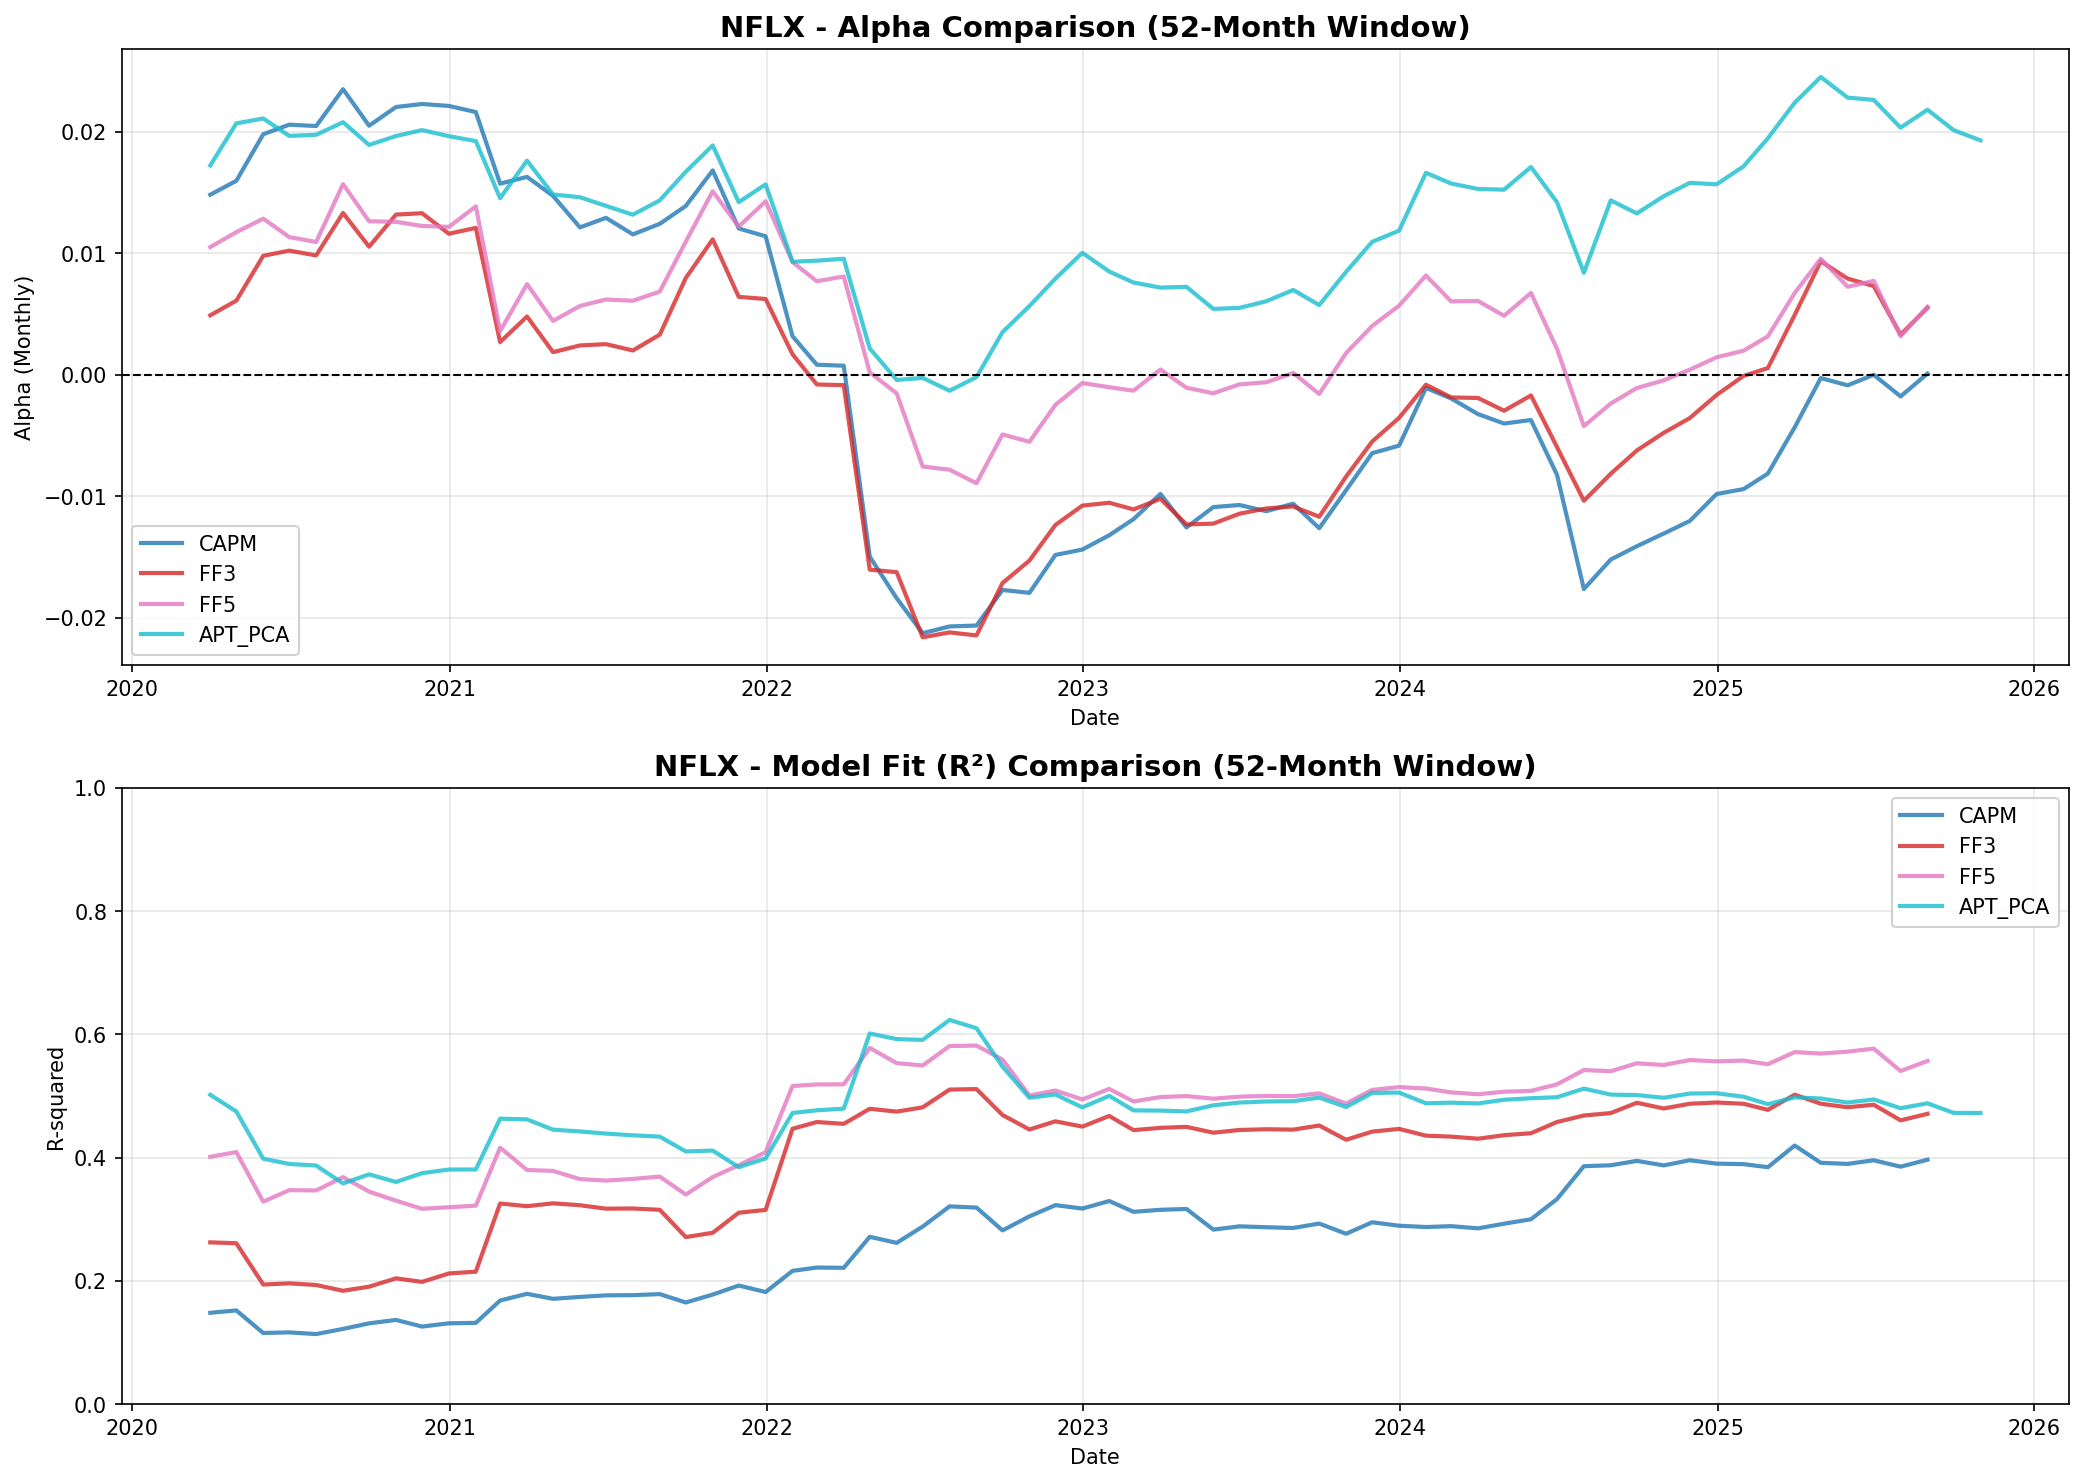 NFLX - Alpha Comparison (52-Month Window)
Alpha (Monthly)
0.02
0.01
0.00
−0.01
−0.02
CAPM
FF3
FF5
APT_PCA
2020 2021 2022 2023 2024 2025 2026
Date
NFLX - Model Fit (R²) Comparison (52-Month Window)
R-squared
1.0
0.8
0.6
0.4
0.2
0.0
CAPM
FF3
FF5
APT_PCA
2020 2021 2022 2023 2024 2025 2026
Date